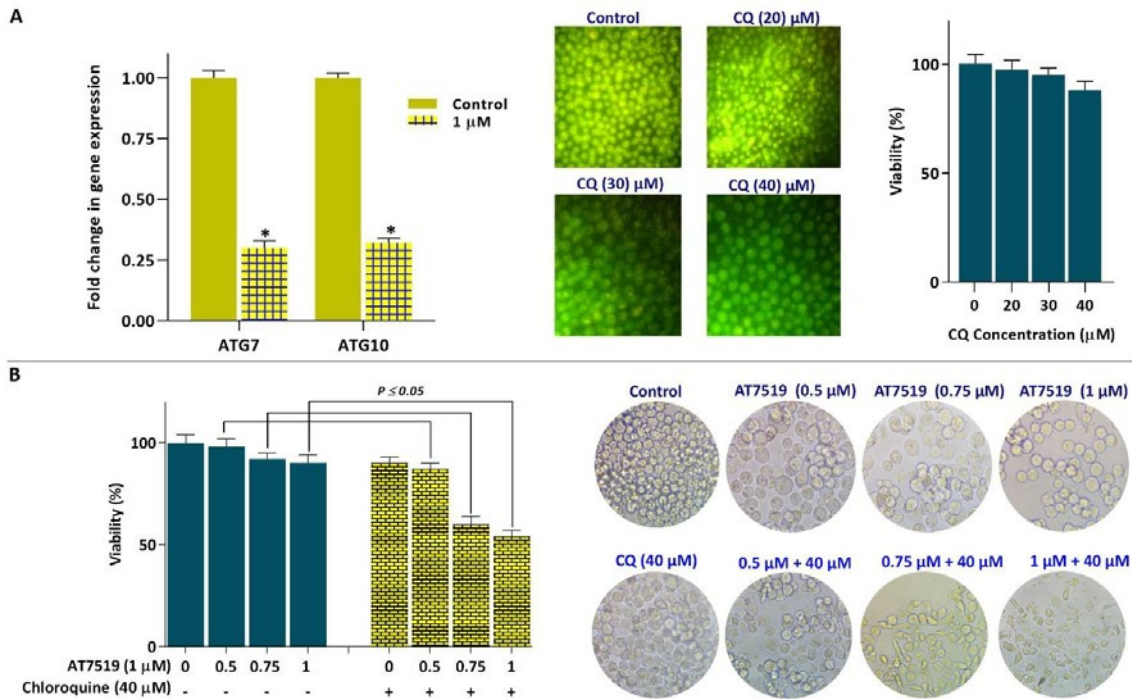 A
Fold change in gene expression
1.00
0.75
0.50
0.25
0.00
* *
ATG7 ATG10
Control
1 µM
Control CQ (20) µM
CQ (30) µM) CQ (40) µM)
Viability (%)
100
50
0
0 20 30 40
CQ Concentration (µM)
B
P ≤ 0.05
Viability (%)
100
50
0
AT7519 (1 µM) 0 0.5 0.75 1 0 0.5 0.75 1
Chloroquine (40 µM) - - - - + + + +
Control AT7519 (0.5 µM) AT7519 (0.75 µM) AT7519 (1 µM)
CQ (40 µM) 0.5 µM + 40 µM 0.75 µM + 40 µM 1 µM + 40 µM